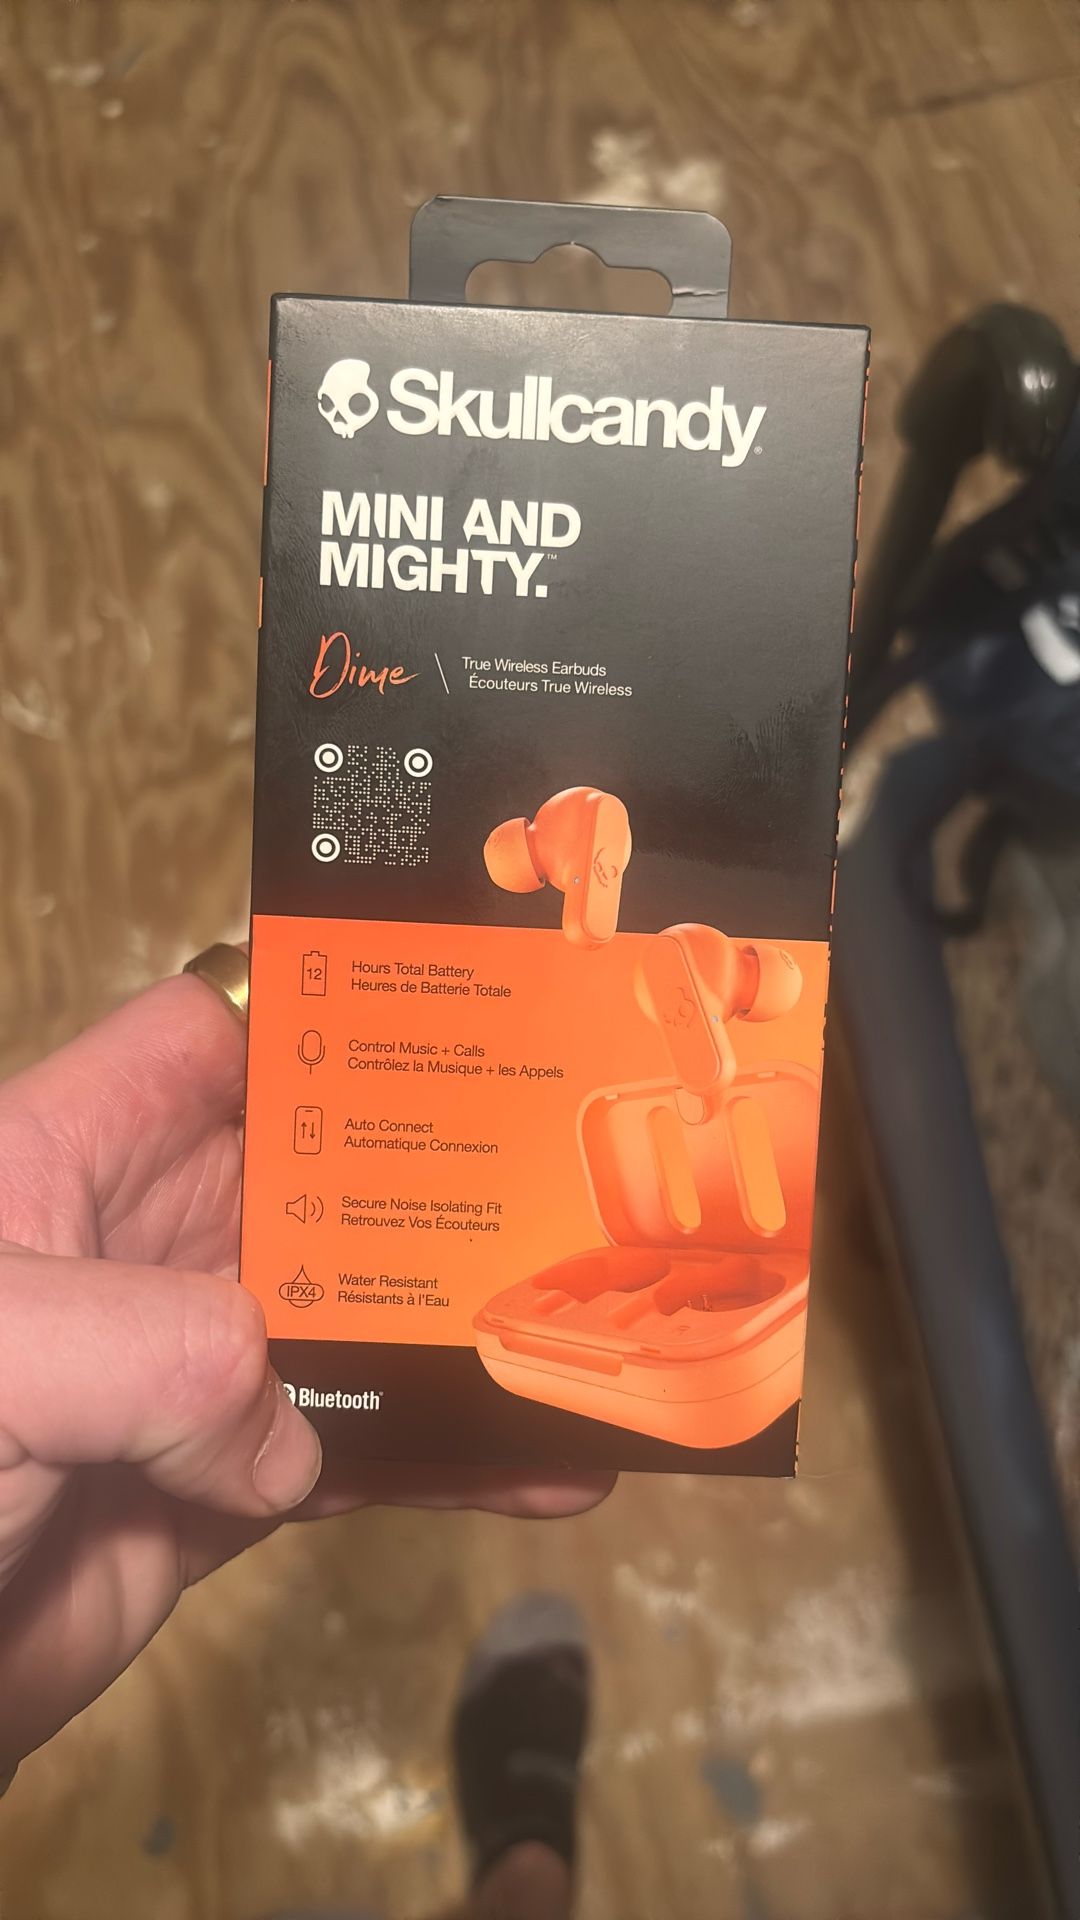 Skullcandy®
MINI AND
MIGHTY.™
Dime
True Wireless Earbuds
Écouteurs True Wireless
12
Hours Total Battery
Heures de Batterie Totale
Control Music + Calls
Contrôlez la Musique + les Appels
Auto Connect
Automatique Connexion
Secure Noise Isolating Fit
Retrouvez Vos Écouteurs
IPX4
Water Resistant
Résistants à l'Eau
Bluetooth®